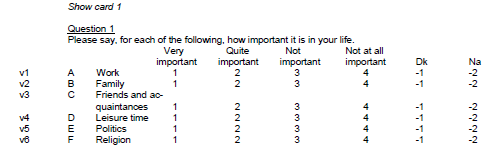 Show card 1
Question 1
Please say, for each of the following, how important it is in your life.
Very Quite Not Not at all
important important important important Dk Na
v1 A Work 1 2 3 4 -1 -2
v2 B Family 1 2 3 4 -1 -2
v3 C Friends and ac-
quaintances 1 2 3 4 -1 -2
v4 D Leisure time 1 2 3 4 -1 -2
v5 E Politics 1 2 3 4 -1 -2
v6 F Religion 1 2 3 4 -1 -2